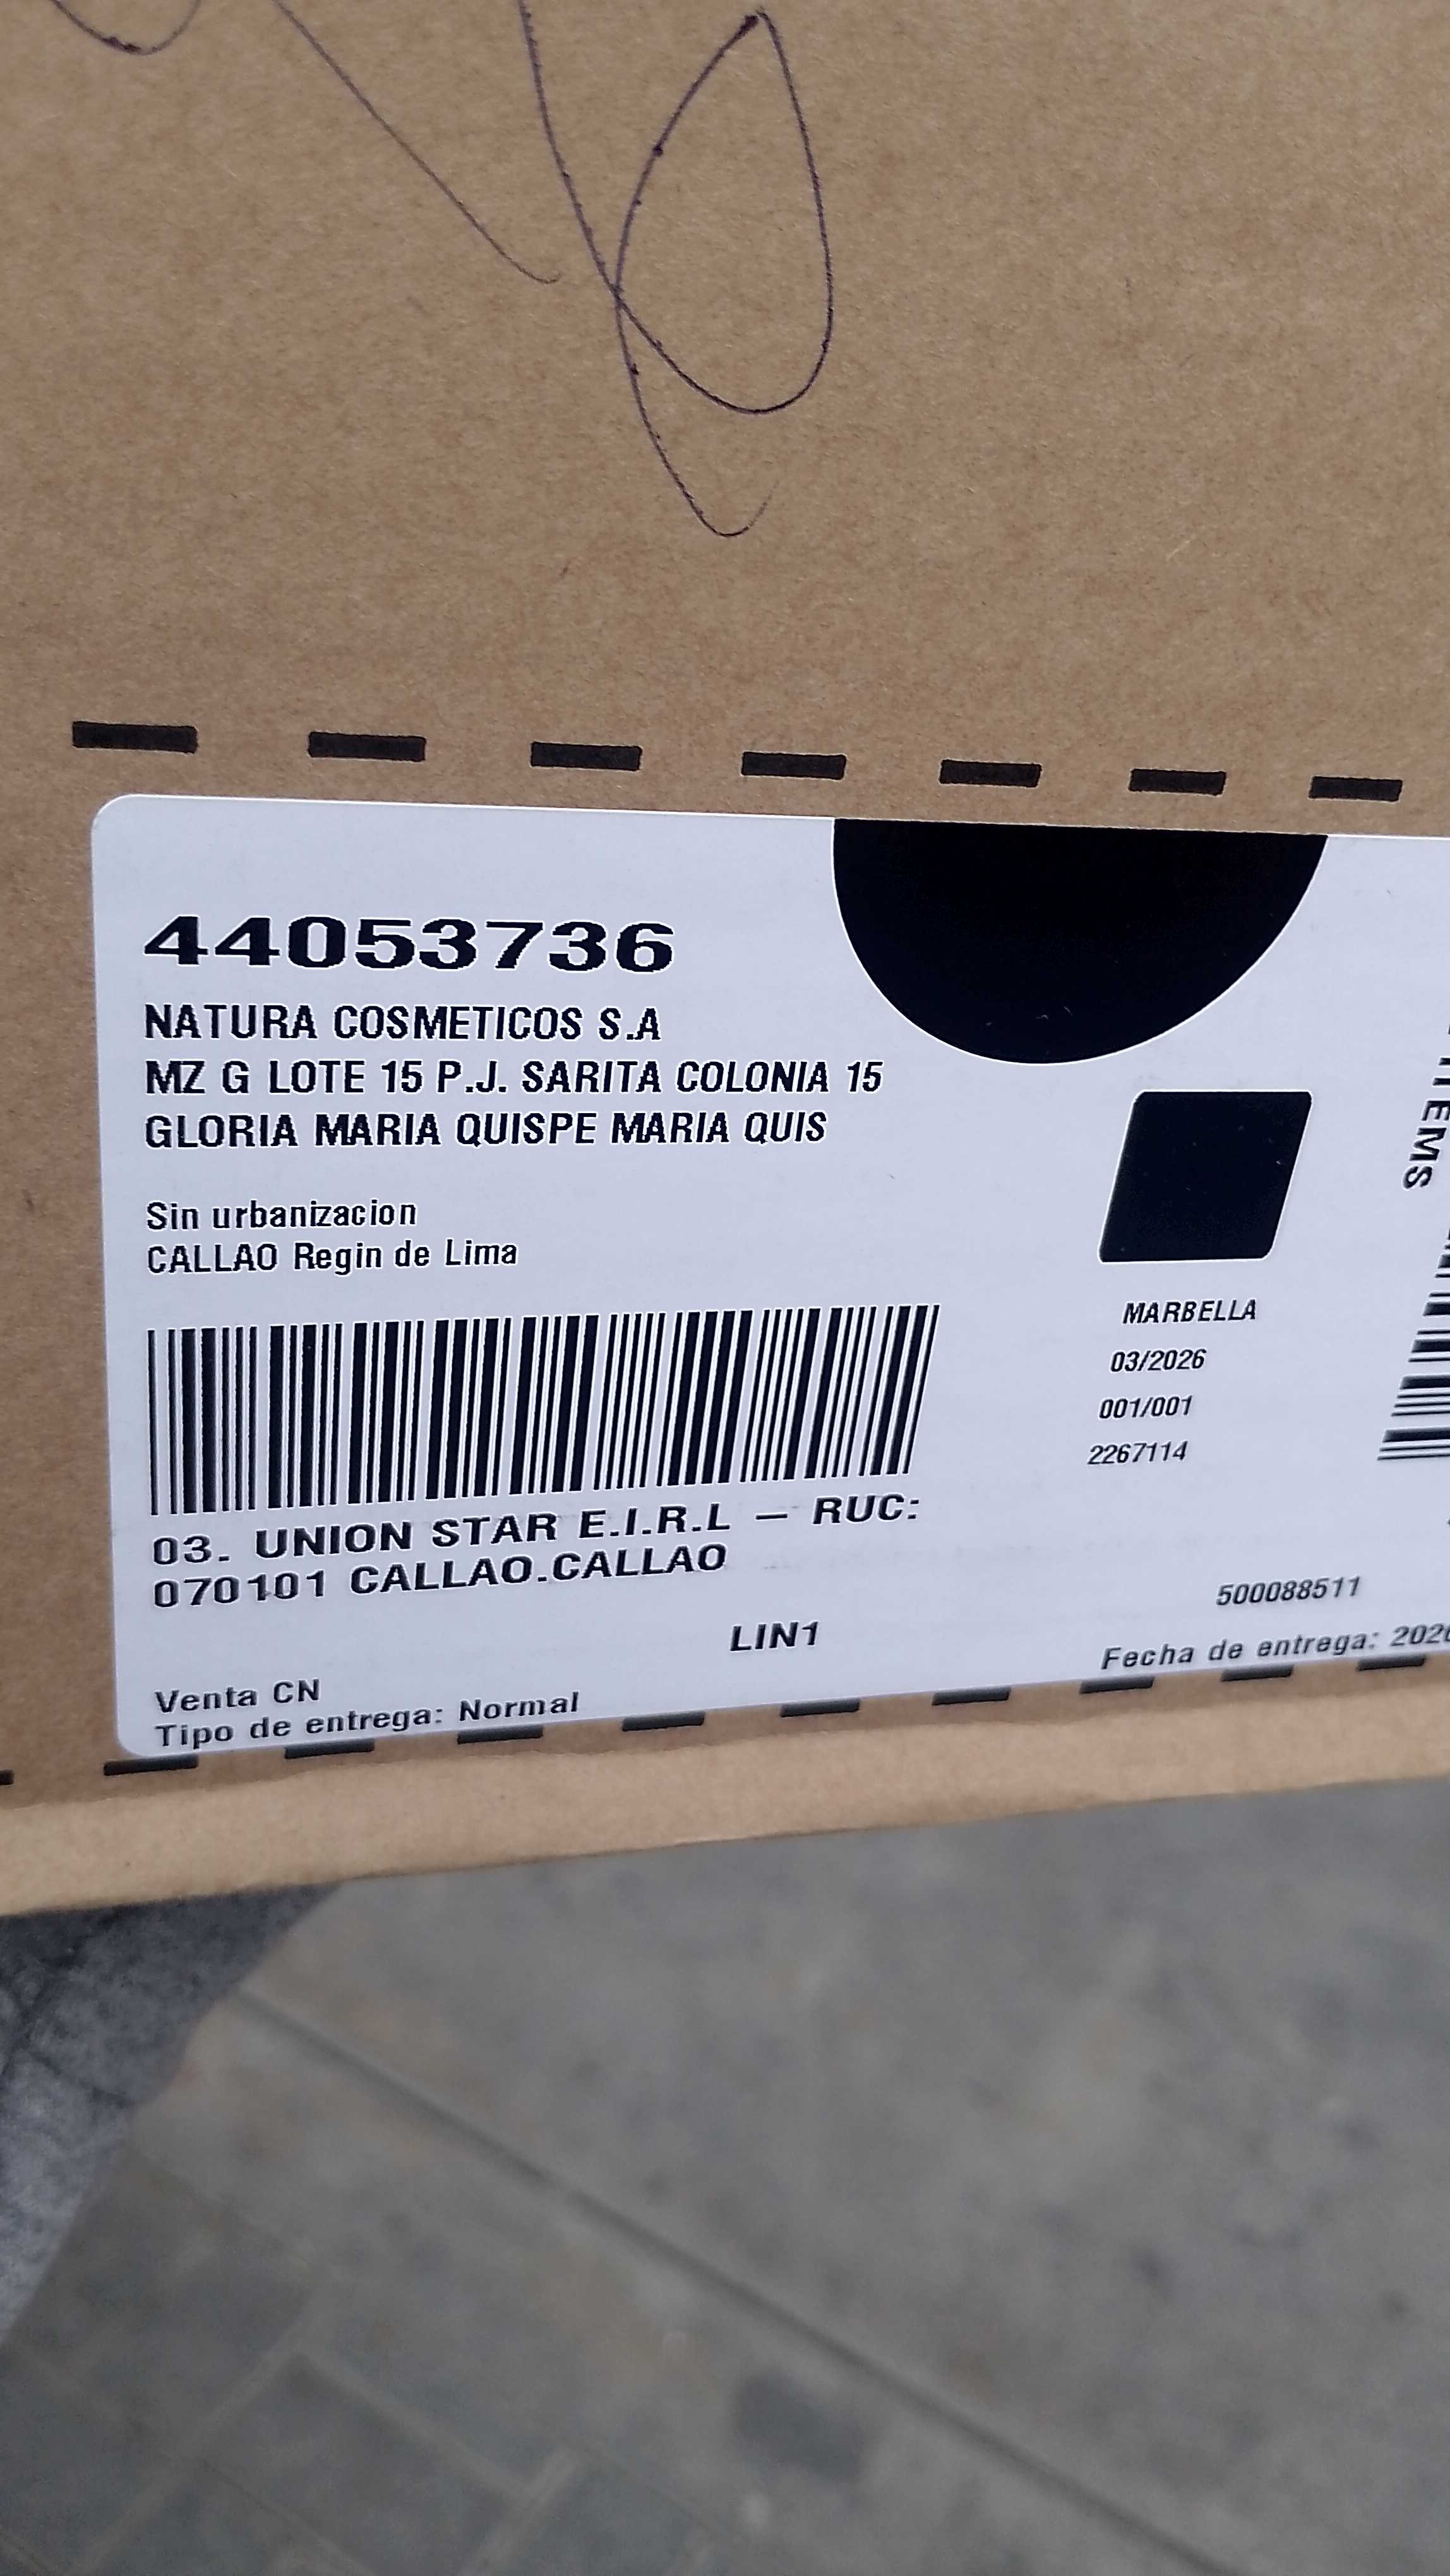 44053736
NATURA COSMETICOS S.A
MZ G LOTE 15 P.J. SARITA COLONIA 15
GLORIA MARIA QUISPE MARIA QUIS
Sin urbanizacion
CALLAO Regin de Lima
MARBELLA
03/2026
001/001
2267114
ITEMS
03. UNION STAR E.I.R.L — RUC:
070101 CALLAO.CALLAO
500088511
LIN1
Fecha de entrega: 202
Venta CN
Tipo de entrega: Normal